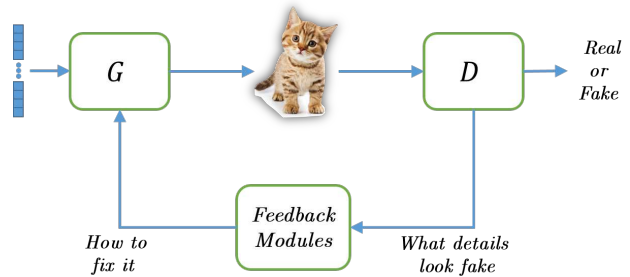 G
D
Real
or
Fake
Feedback
Modules
How to
fix it
What details
look fake